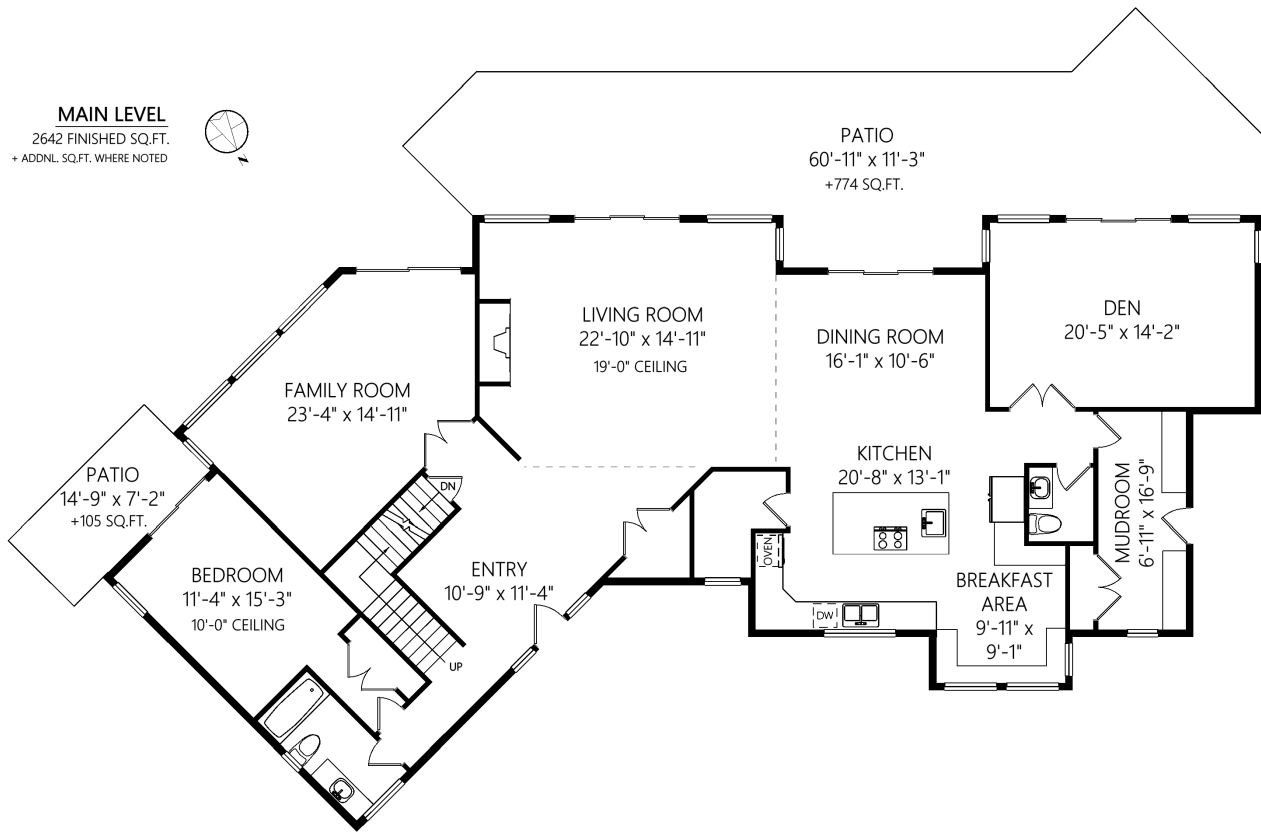 MAIN LEVEL
2642 FINISHED SQ.FT.
+ ADDNL. SQ.FT. WHERE NOTED
N
PATIO
60'-11" x 11'-3"
+774 SQ.FT.
LIVING ROOM
22'-10" x 14'-11"
19'-0" CEILING
DINING ROOM
16'-1" x 10'-6"
DEN
20'-5" x 14'-2"
FAMILY ROOM
23'-4" x 14'-11"
PATIO
14'-9" x 7'-2"
+105 SQ.FT.
DN
KITCHEN
20'-8" x 13'-1"
MUDROOM
6'-11" x 16'-9"
OVEN
BEDROOM
11'-4" x 15'-3"
10'-0" CEILING
ENTRY
10'-9" x 11'-4"
BREAKFAST
AREA
9'-11" x
9'-1"
DW
UP